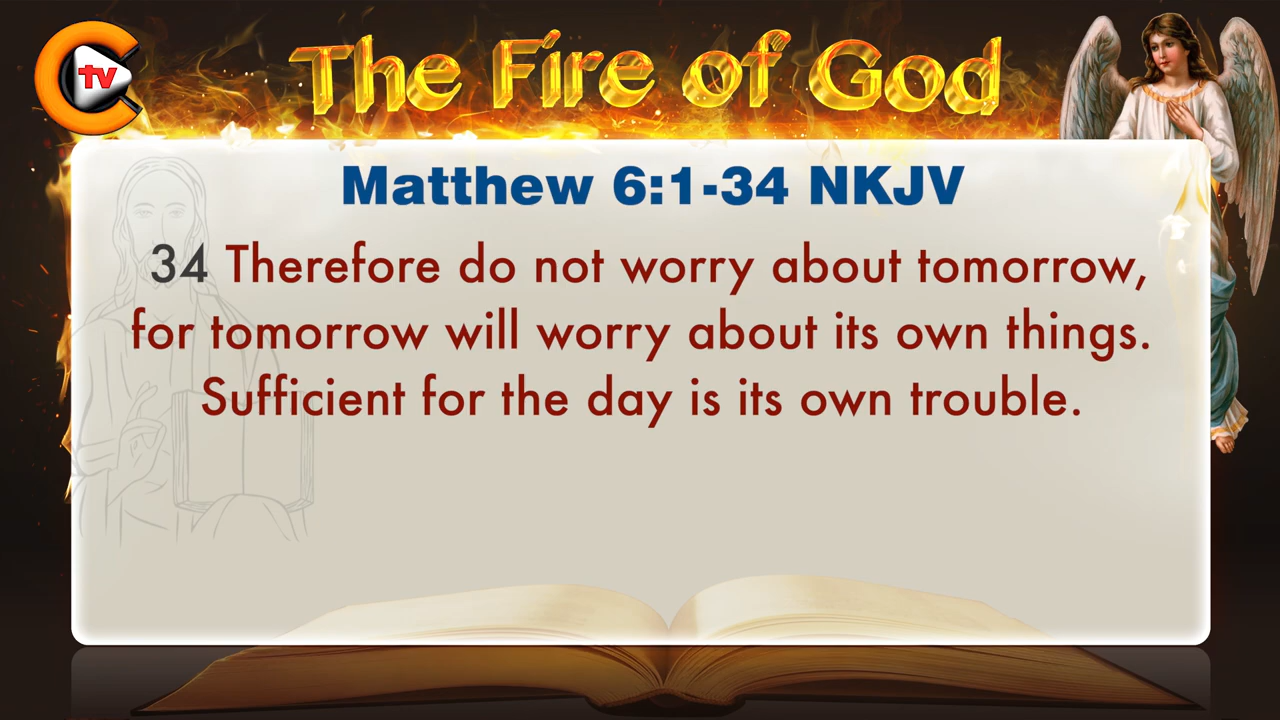 tv
The Fire of God
Matthew 6:1-34 NKJV
34 Therefore do not worry about tomorrow,
for tomorrow will worry about its own things.
Sufficient for the day is its own trouble.